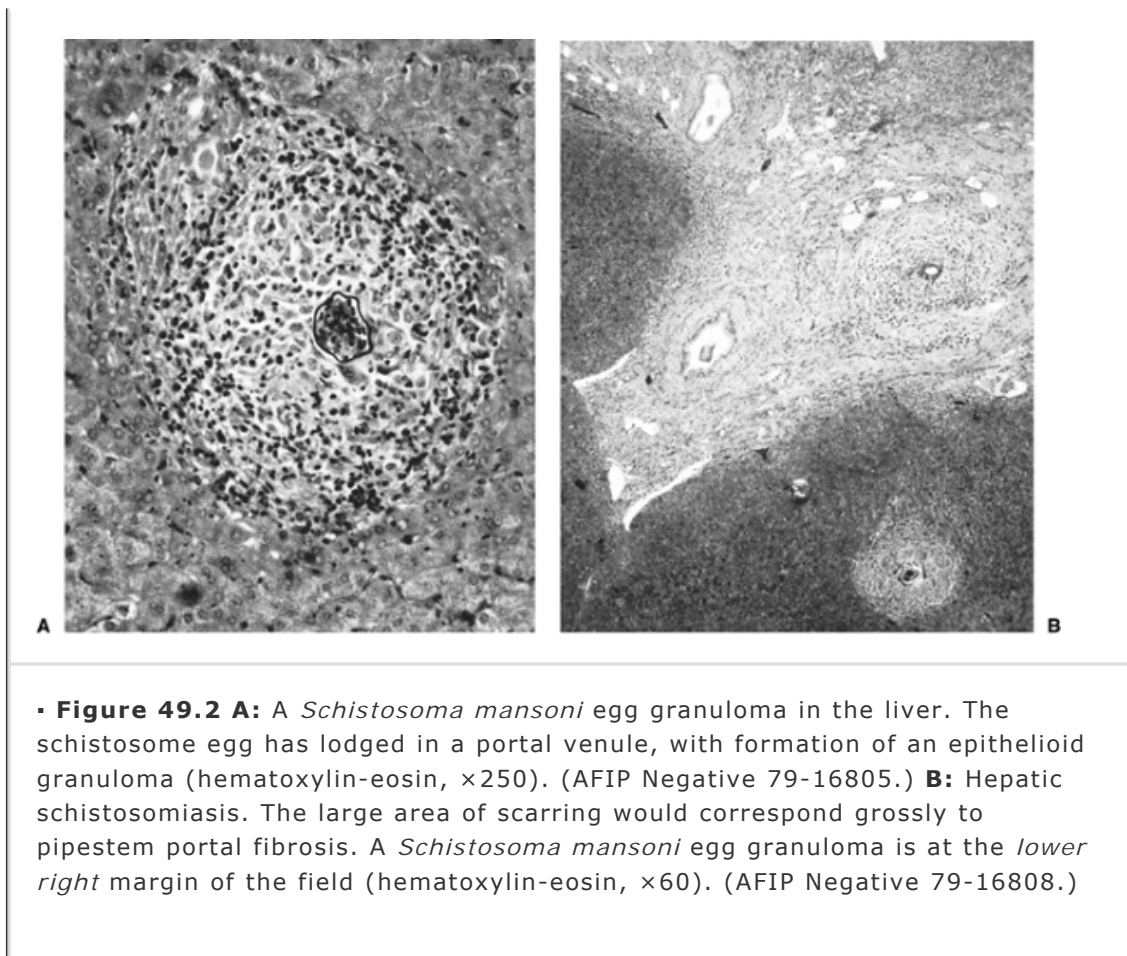 A
B
▪ Figure 49.2 A: A Schistosoma mansoni egg granuloma in the liver. The
schistosome egg has lodged in a portal venule, with formation of an epithelioid
granuloma (hematoxylin-eosin, ×250). (AFIP Negative 79-16805.) B: Hepatic
schistosomiasis. The large area of scarring would correspond grossly to
pipestem portal fibrosis. A Schistosoma mansoni egg granuloma is at the lower
right margin of the field (hematoxylin-eosin, ×60). (AFIP Negative 79-16808.)